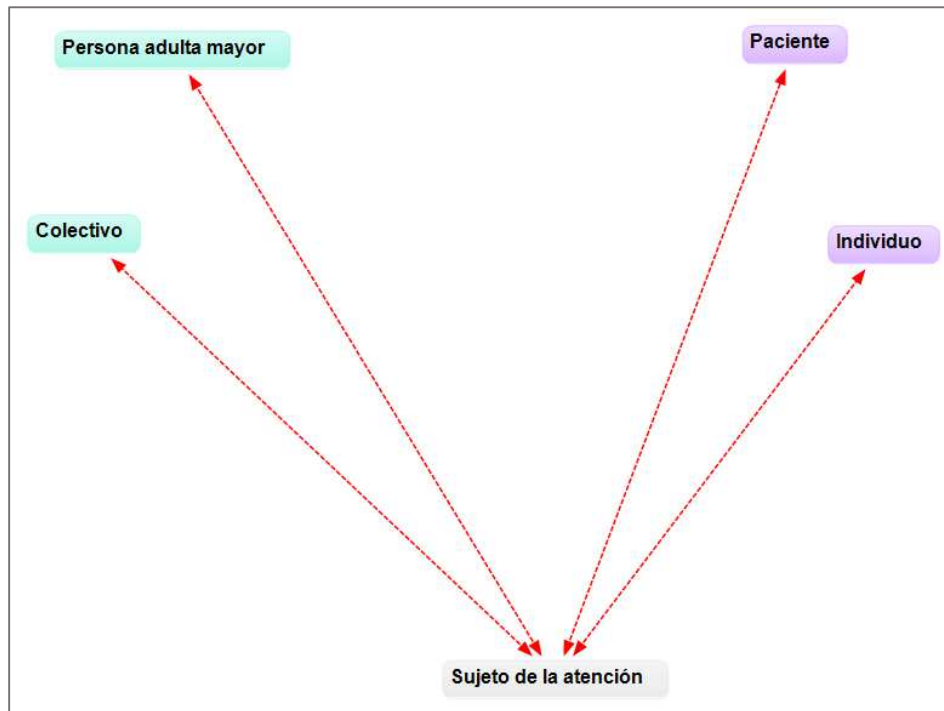 Persona adulta mayor
Paciente
Colectivo
Individuo
Sujeto de la atención